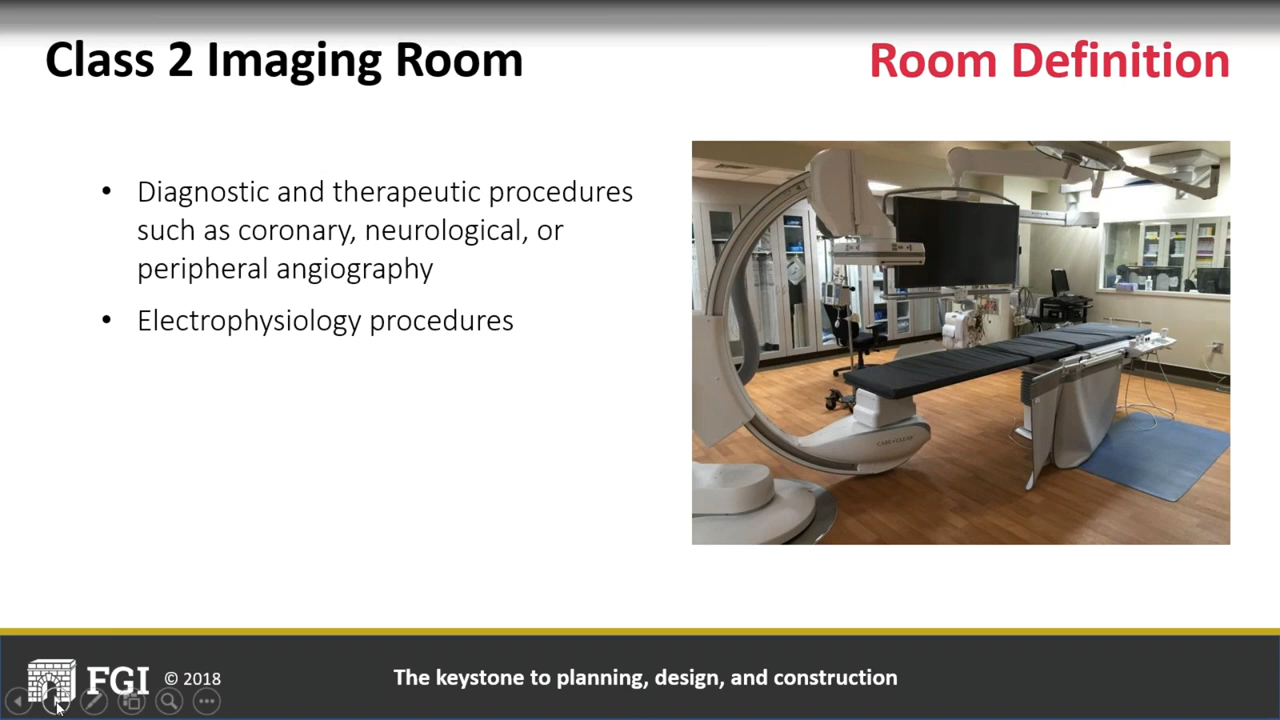 Class 2 Imaging Room
Room Definition
• Diagnostic and therapeutic procedures
such as coronary, neurological, or
peripheral angiography
• Electrophysiology procedures
FGI © 2018
The keystone to planning, design, and construction